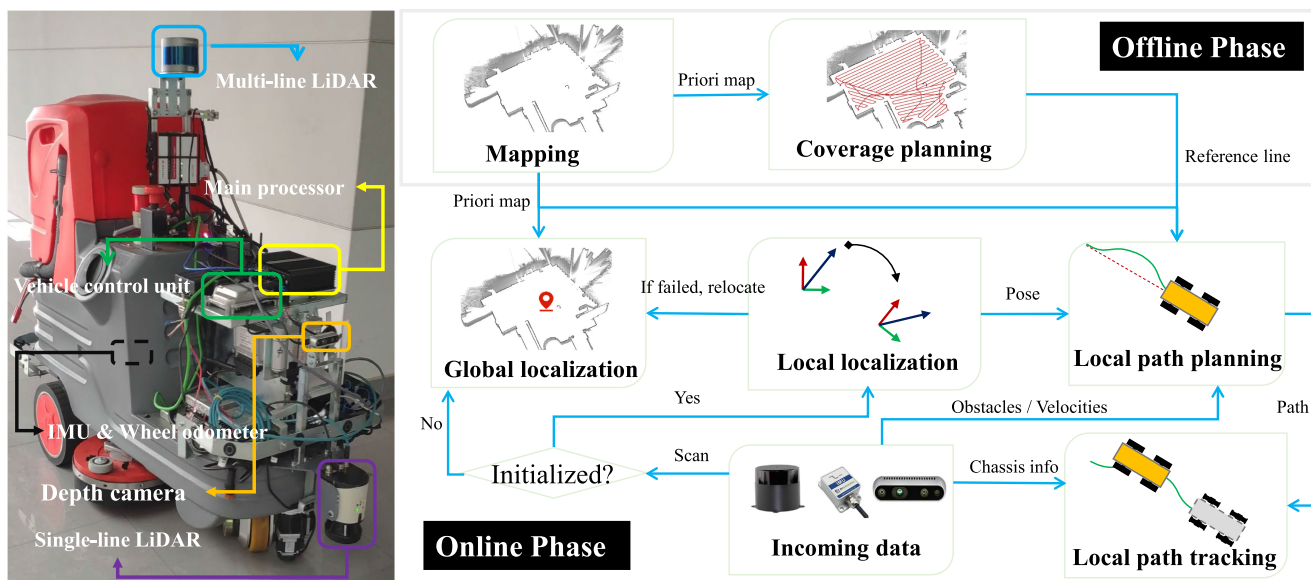 Multi-line LiDAR
Main processor
Vehicle control unit
IMU & Wheel odometer
Depth camera
Single-line LiDAR
Offline Phase
Priori map
Mapping
Coverage planning
Reference line
Priori map
If failed, relocate
Pose
Global localization
Local localization
Local path planning
No
Yes
Obstacles / Velocities
Path
Initialized?
Scan
Chassis info
Online Phase
Incoming data
Local path tracking